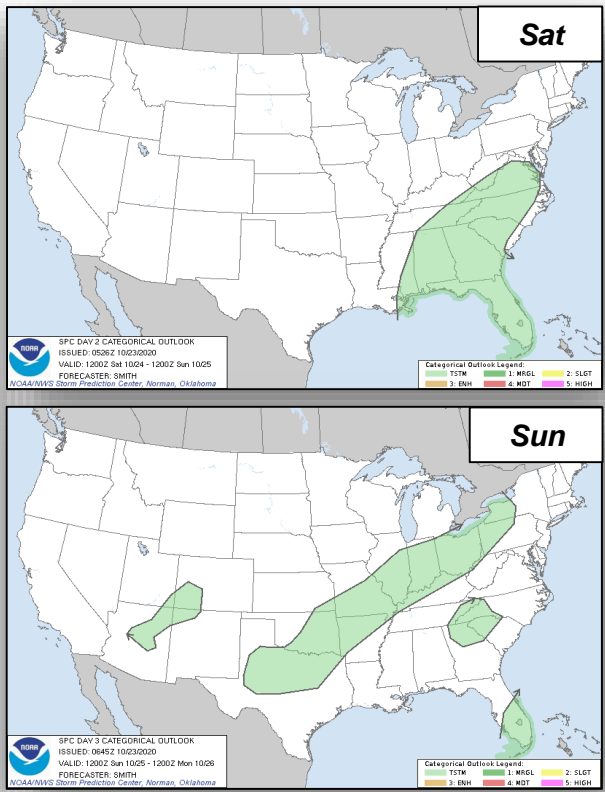 Sat
NOAA
SPC DAY 2 CATEGORICAL OUTLOOK
ISSUED: 0526Z 10/23/2020
VALID: 1200Z Sat 10/24 - 1200Z Sun 10/25
FORECASTER: SMITH
NOAA/NWS Storm Prediction Center, Norman, Oklahoma
Categorical Outlook Legend:
TSTM 1: MRGL 2: SLGT
3: ENH 4: MDT 5: HIGH
Sun
NOAA
SPC DAY 3 CATEGORICAL OUTLOOK
ISSUED: 0645Z 10/23/2020
VALID: 1200Z Sun 10/25 - 1200Z Mon 10/26
FORECASTER: SMITH
NOAA/NWS Storm Prediction Center, Norman, Oklahoma
Categorical Outlook Legend:
TSTM 1: MRGL 2: SLGT
3: ENH 4: MDT 5: HIGH